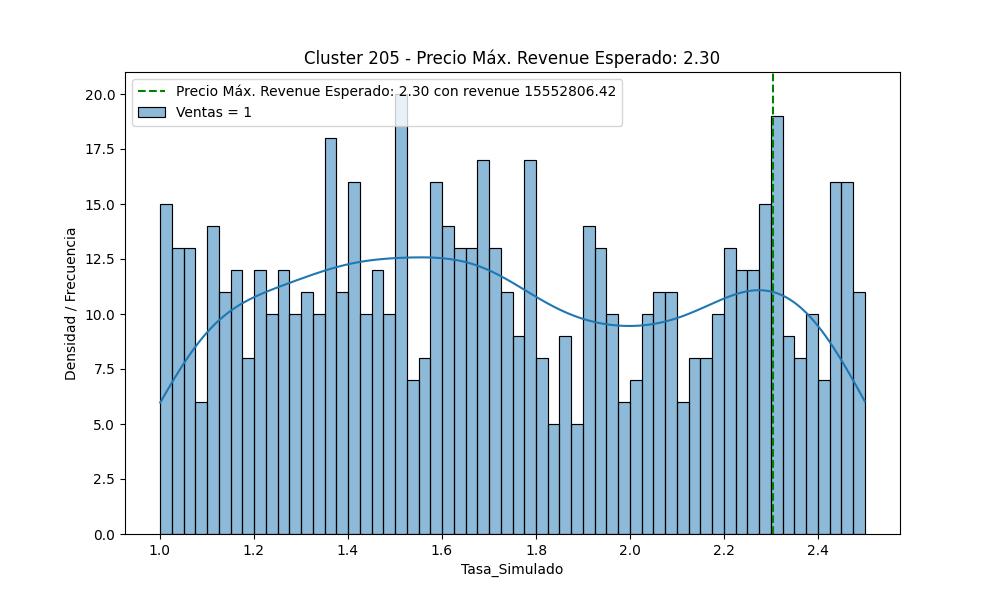 Cluster 205 - Precio Máx. Revenue Esperado: 2.30
Precio Máx. Revenue Esperado: 2.30 con revenue 15552806.42
Ventas = 1
20.0
17.5
15.0
12.5
10.0
7.5
5.0
2.5
0.0
Densidad / Frecuencia
1.0 1.2 1.4 1.6 1.8 2.0 2.2 2.4
Tasa_Simulado